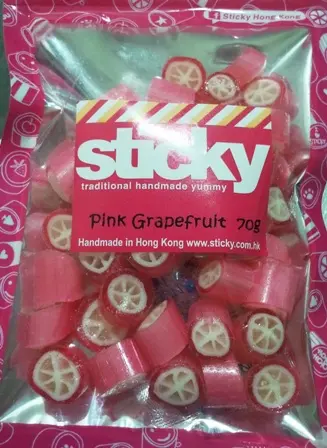 Sticky Hong Kong
sticky
traditional handmade yummy
Pink Grapefruit 70g
Handmade in Hong Kong www.sticky.com.hk